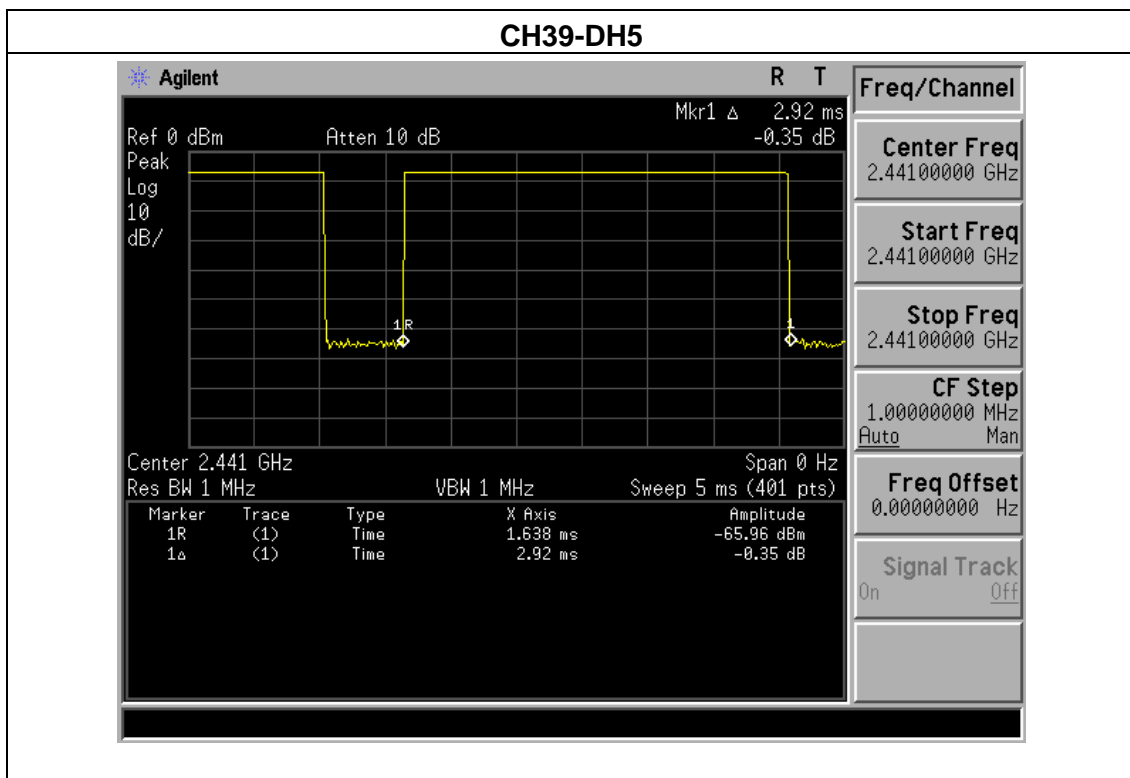 CH39-DH5
Agilent
R T
Mkr1 Δ 2.92 ms
Ref 0 dBm Atten 10 dB -0.35 dB
Peak
Log
10
dB/
1R
1
Center 2.441 GHz Span 0 Hz
Res BW 1 MHz VBW 1 MHz Sweep 5 ms (401 pts)
Marker Trace Type X Axis Amplitude
1R (1) Time 1.638 ms -65.96 dBm
1Δ (1) Time 2.92 ms -0.35 dB
Freq/Channel
Center Freq
2.44100000 GHz
Start Freq
2.44100000 GHz
Stop Freq
2.44100000 GHz
CF Step
1.00000000 MHz
Auto Man
Freq Offset
0.00000000 Hz
Signal Track
On Off